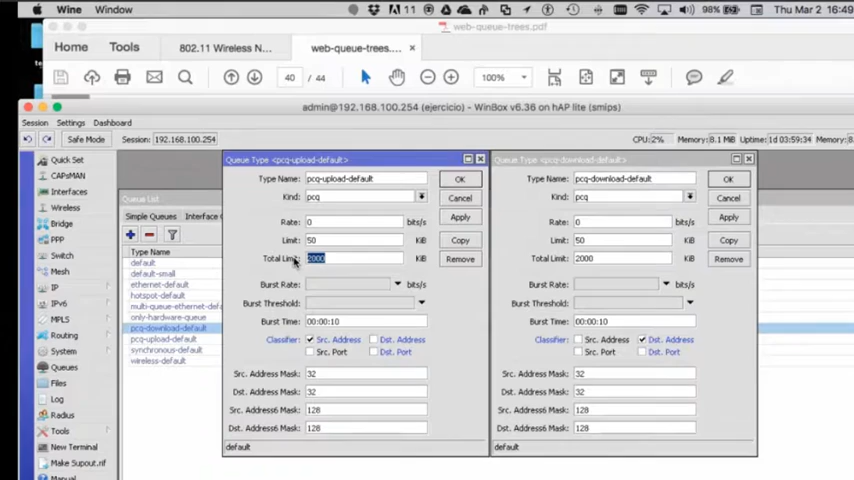 Wine Window
11
98%
Thu Mar 2 16:49
web-queue-trees.pdf
Home Tools 802.11 Wireless N... web-queue-trees.... ×
40 / 44 100%
admin@192.168.100.254 (ejercicio) - WinBox v6.36 on hAP lite (smips)
Session Settings Dashboard
Safe Mode Session: 192.168.100.254 CPU:2% Memory:8.1 MiB Uptime:1d 03:59:34 Memory:8.
Quick Set
CAPsMAN
Interfaces
Wireless
Bridge
PPP
Switch
Mesh
IP
IPv6
MPLS
Routing
System
Queues
Files
Log
Radius
Tools
New Terminal
Make Supout.rif
Manual
Queue List
Simple Queues Interface
Type Name
default
default-small
ethernet-default
hotspot-default
multi-queue-ethernet-def
only-hardware-queue
pcq-download-default
pcq-upload-default
synchronous-default
wireless-default
Queue Type <pcq-upload-default>
Type Name: pcq-upload-default OK
Kind: pcq Cancel
Apply
Rate: 0 bits/s
Limit: 50 KiB Copy
Total Limit: 2000 KiB Remove
Burst Rate: bits/s
Burst Threshold:
Burst Time: 00:00:10
Classifier: Src. Address Dst. Address
Src. Port Dst. Port
Src. Address Mask: 32
Dst. Address Mask: 32
Src. Address6 Mask: 128
Dst. Address6 Mask: 128
default
Queue Type <pcq-download-default>
Type Name: pcq-download-default OK
Kind: pcq Cancel
Apply
Rate: 0 bits/s
Limit: 50 KiB Copy
Total Limit: 2000 KiB Remove
Burst Rate: bits/s
Burst Threshold:
Burst Time: 00:00:10
Classifier: Src. Address Dst. Address
Src. Port Dst. Port
Src. Address Mask: 32
Dst. Address Mask: 32
Src. Address6 Mask: 128
Dst. Address6 Mask: 128
default